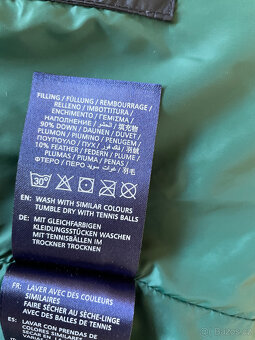 FILLING / FÜLLUNG / REMBOURRAGE
RELLENO / IMBOTTITURA /
ENCHIMENTO / ΓΕΜΙΣΜΑ /
НАПОЛНЕНИЕ / 填充物
90% DOWN / DAUNEN / DUVET /
PLUMON / PIUMINO / PENUGEM /
ΠΟΥΠΟΥΛΟ / ПУХ /
10% FEATHER / FEDERN / PLUME /
PLUMAS / PIUMA / PENAS /
ΦΤΕΡΟ / ПЕРО / 羽毛
30°
EN: WASH WITH SIMILAR COLOURS
TUMBLE DRY WITH TENNIS BALLS
DE: MIT GLEICHFARBIGEN
KLEIDUNGSSTÜCKEN WASCHEN
MIT TENNISBÄLLEN IM
TROCKNER TROCKNEN
FR: LAVER AVEC DES COULEURS
SIMILAIRES
FAIRE SÉCHER AU SÈCHE-LINGE
AVEC DES BALLES DE TENNIS
LAVAR CON PRENDAS DE